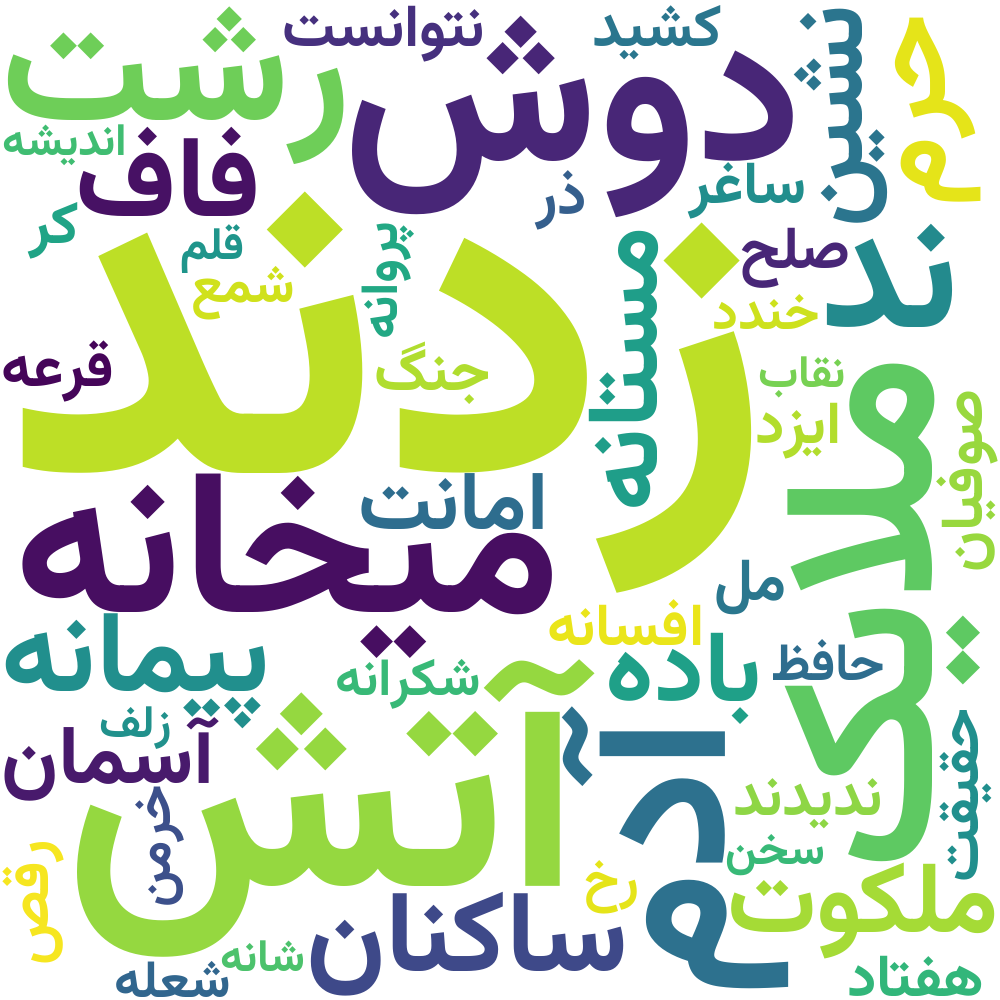 کشید
نتوانست
رشت
دوش
نشین
حرم
اندیشه
فاف
ذر
ساغر
کر
قلم
پروانه
مستانه
صلح
ند
شمع
خندد
زدند
قرعه
جنگ
نقاب
ایزد
ملایک
صوفیان
میخانه
امانت
مل
افسانه
پیمانه
شکرانه
باده
حافظ
زلف
آسمان
آتش
آدم
حقیقت
ندیدند
خرمن
سخن
رقص
رخ
ملکوت
ساکنان
شانه
شعله
هفتاد